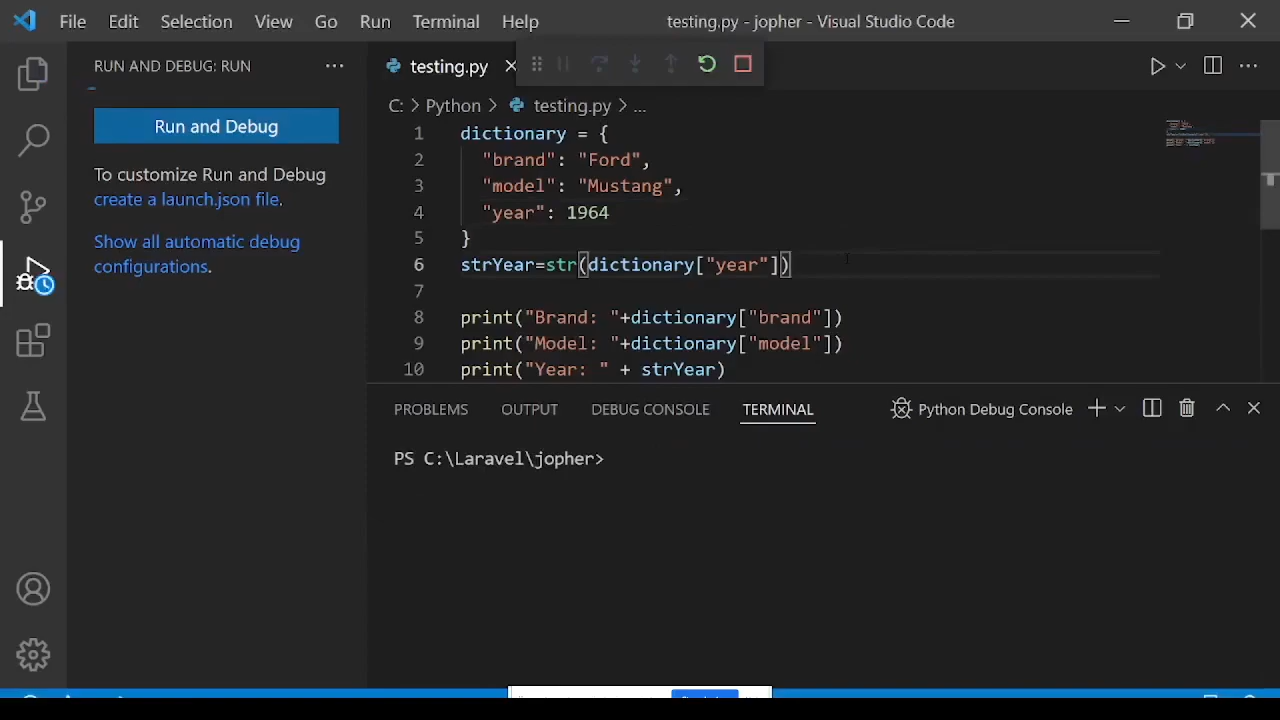 File Edit Selection View Go Run Terminal Help testing.py - jopher - Visual Studio Code
RUN AND DEBUG: RUN
testing.py
Run and Debug
To customize Run and Debug
create a launch.json file.
Show all automatic debug
configurations.
C: > Python > testing.py > ...
1 dictionary = {
2 "brand": "Ford",
3 "model": "Mustang",
4 "year": 1964
5 }
6 strYear=str(dictionary["year"])
7
8 print("Brand: "+dictionary["brand"])
9 print("Model: "+dictionary["model"])
10 print("Year: " + strYear)
PROBLEMS OUTPUT DEBUG CONSOLE TERMINAL Python Debug Console
PS C:\Laravel\jopher>